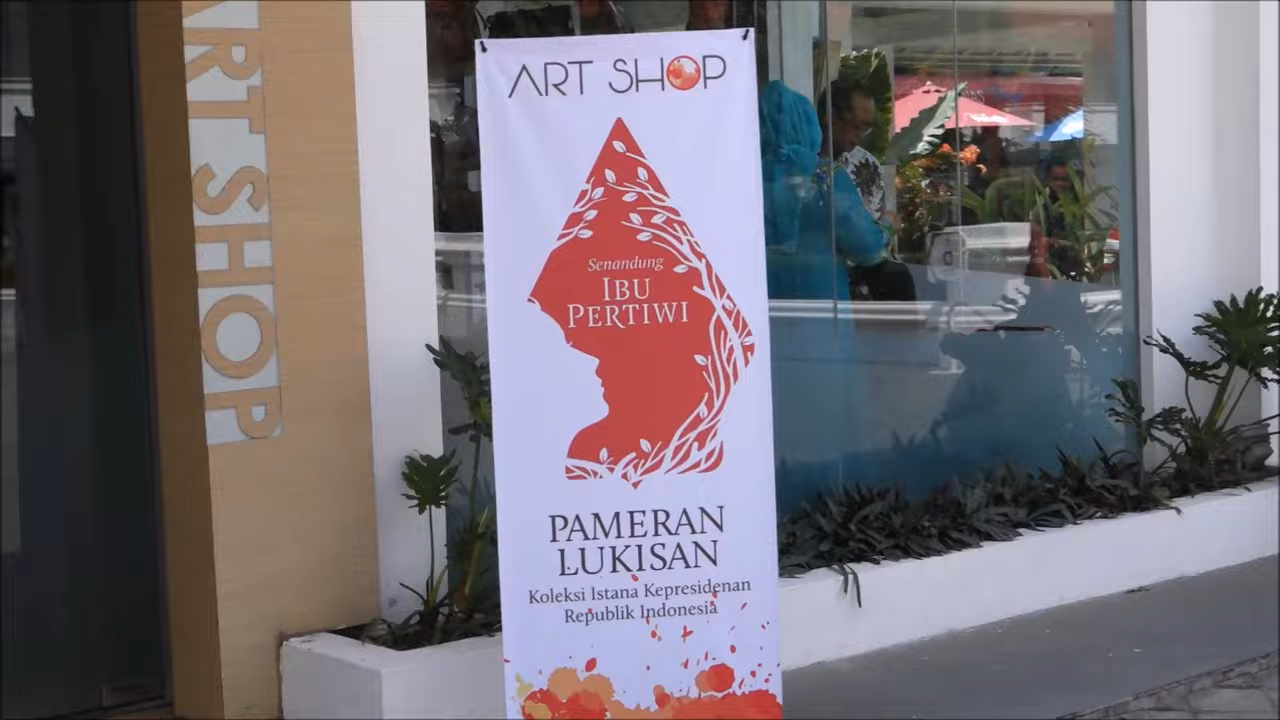 ART SHOP
ART SHOP
Senandung
IBU
PERTIWI
PAMERAN
LUKISAN
Koleksi Istana Kepresidenan
Republik Indonesia